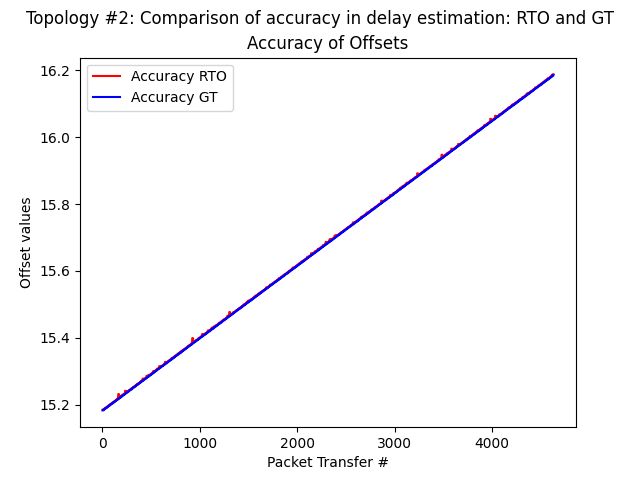 Topology #2: Comparison of accuracy in delay estimation: RTO and GT
Accuracy of Offsets
Accuracy RTO
Accuracy GT
Offset values
16.2
16.0
15.8
15.6
15.4
15.2
0
1000
2000
3000
4000
Packet Transfer #